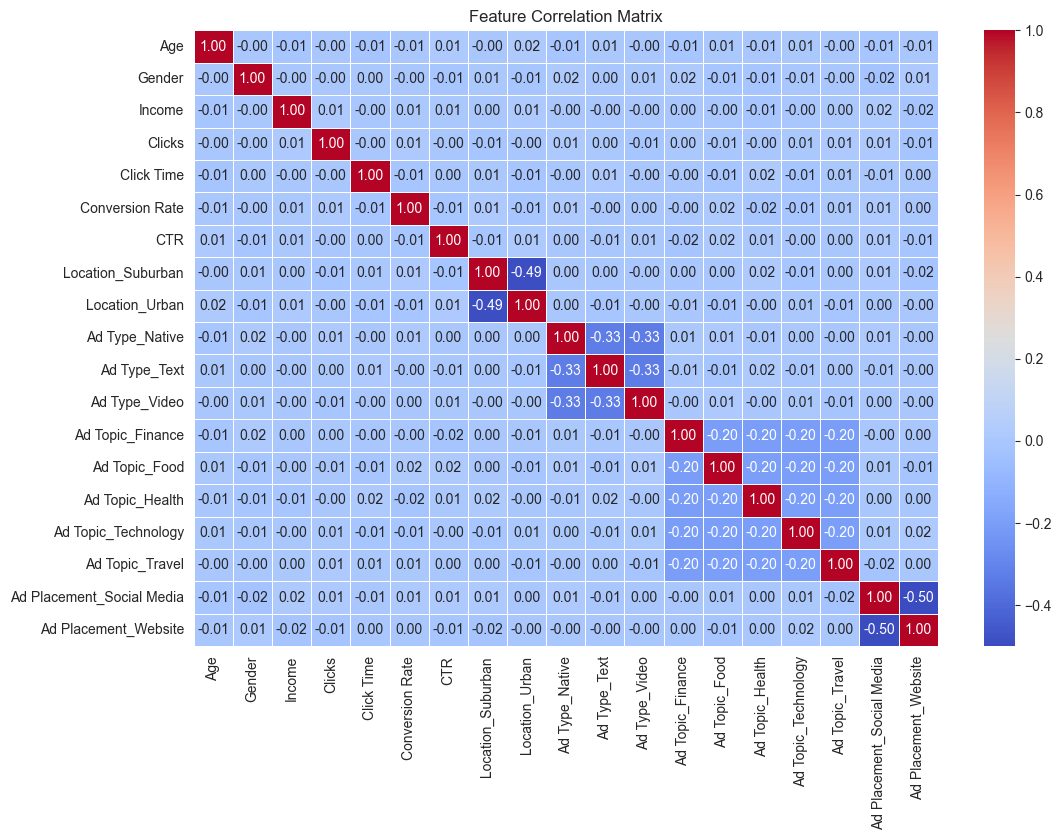 Feature Correlation Matrix
Age 1.00 -0.00 -0.01 -0.00 -0.01 -0.01 0.01 -0.00 0.02 -0.01 0.01 -0.00 -0.01 0.01 -0.01 0.01 -0.00 -0.01 -0.01
Gender -0.00 1.00 -0.00 -0.00 0.00 -0.00 -0.01 0.01 -0.01 0.02 0.00 0.01 0.02 -0.01 -0.01 -0.01 -0.00 -0.02 0.01
Income -0.01 -0.00 1.00 0.01 -0.00 0.01 0.01 0.00 0.01 -0.00 -0.00 -0.00 0.00 -0.00 -0.01 -0.00 0.00 0.02 -0.02
Clicks -0.00 -0.00 0.01 1.00 -0.00 0.01 -0.00 -0.01 -0.00 0.01 0.00 0.01 0.00 -0.01 -0.00 0.01 0.01 0.01 -0.01
Click Time -0.01 0.00 -0.00 -0.00 1.00 -0.01 0.00 0.01 -0.01 -0.00 0.01 -0.00 -0.00 -0.01 0.02 -0.01 0.01 -0.01 0.00
Conversion Rate -0.01 -0.00 0.01 0.01 -0.01 1.00 -0.01 0.01 -0.01 0.01 -0.00 0.00 -0.00 0.02 -0.02 -0.01 0.01 0.01 0.00
CTR 0.01 -0.01 0.01 -0.00 0.00 -0.01 1.00 -0.01 0.01 0.00 -0.01 0.01 -0.02 0.02 0.01 -0.00 0.00 0.01 -0.01
Location_Suburban -0.00 0.01 0.00 -0.01 0.01 0.01 -0.01 1.00 -0.49 0.00 0.00 -0.00 0.00 0.00 0.02 -0.01 0.00 0.01 -0.02
Location_Urban 0.02 -0.01 0.01 -0.00 -0.01 -0.01 0.01 -0.49 1.00 0.00 -0.01 -0.00 -0.01 -0.01 -0.00 0.01 -0.01 0.00 -0.00
Ad Type_Native -0.01 0.02 -0.00 0.01 -0.00 0.01 0.00 0.00 0.00 1.00 -0.33 -0.33 0.01 0.01 -0.01 0.00 -0.00 0.01 -0.00
Ad Type_Text 0.01 0.00 -0.00 0.00 0.01 -0.00 -0.01 0.00 -0.01 -0.33 1.00 -0.33 -0.01 -0.01 0.02 -0.01 0.00 -0.01 -0.00
Ad Type_Video -0.00 0.01 -0.00 0.01 -0.00 0.00 0.01 -0.00 -0.00 -0.33 -0.33 1.00 -0.00 0.01 -0.00 0.01 -0.01 0.00 -0.00
Ad Topic_Finance -0.01 0.02 0.00 0.00 -0.00 -0.00 -0.02 0.00 -0.01 0.01 -0.01 -0.00 1.00 -0.20 -0.20 -0.20 -0.20 -0.00 0.00
Ad Topic_Food 0.01 -0.01 -0.00 -0.01 -0.01 0.02 0.02 0.00 -0.01 0.01 -0.01 0.01 -0.20 1.00 -0.20 -0.20 -0.20 0.01 -0.01
Ad Topic_Health -0.01 -0.01 -0.01 -0.00 0.02 -0.02 0.01 0.02 -0.00 -0.01 0.02 -0.00 -0.20 -0.20 1.00 -0.20 -0.20 0.00 0.00
Ad Topic_Technology 0.01 -0.01 -0.00 0.01 -0.01 -0.01 -0.00 -0.01 0.01 0.00 -0.01 0.01 -0.20 -0.20 -0.20 1.00 -0.20 0.01 0.02
Ad Topic_Travel -0.00 -0.00 0.00 0.01 0.01 0.01 0.00 0.00 -0.01 -0.00 0.00 -0.01 -0.20 -0.20 -0.20 -0.20 1.00 -0.02 0.00
Ad Placement_Social Media -0.01 -0.02 0.02 0.01 -0.01 0.01 0.01 0.01 0.00 0.01 -0.01 0.00 -0.00 0.01 0.00 0.01 -0.02 1.00 -0.50
Ad Placement_Website -0.01 0.01 -0.02 -0.01 0.00 0.00 -0.01 -0.02 -0.00 -0.00 -0.00 -0.00 0.00 -0.01 0.00 0.02 0.00 -0.50 1.00
Age
Gender
Income
Clicks
Click Time
Conversion Rate
CTR
Location_Suburban
Location_Urban
Ad Type_Native
Ad Type_Text
Ad Type_Video
Ad Topic_Finance
Ad Topic_Food
Ad Topic_Health
Ad Topic_Technology
Ad Topic_Travel
Ad Placement_Social Media
Ad Placement_Website
1.0
0.8
0.6
0.4
0.2
0.0
−0.2
−0.4